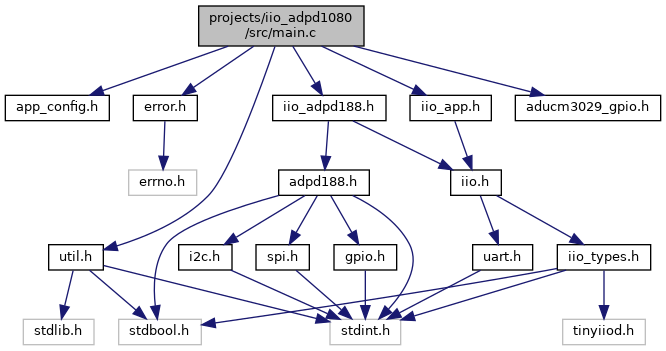 projects/iio_adpd1080
/src/main.c
app_config.h
error.h
iio_adpd188.h
iio_app.h
aducm3029_gpio.h
errno.h
adpd188.h
iio.h
util.h
i2c.h
spi.h
gpio.h
uart.h
iio_types.h
stdlib.h
stdbool.h
stdint.h
tinyiiod.h